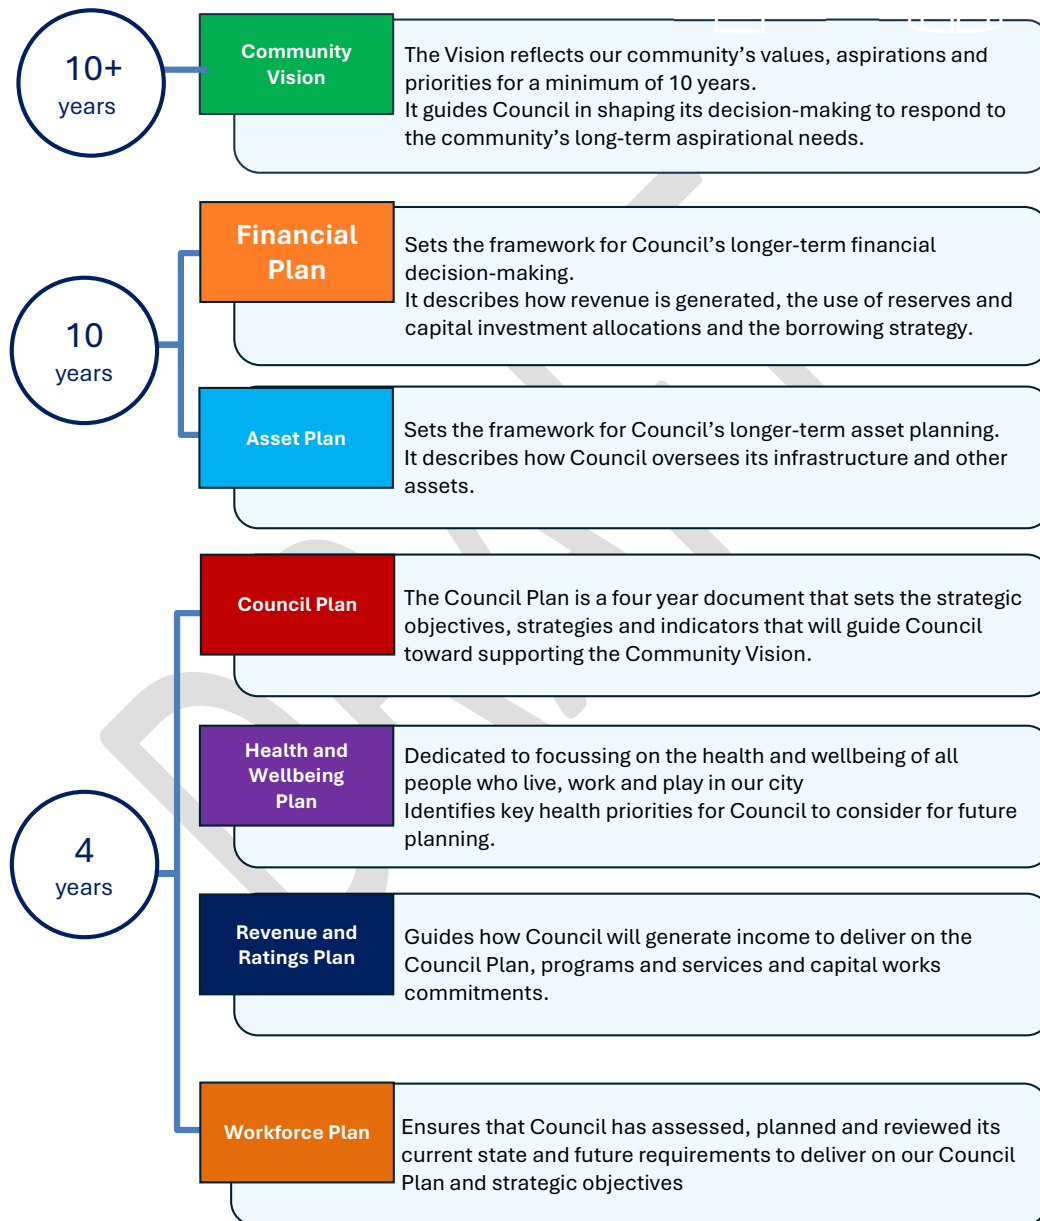 10+
years
Community
Vision
The Vision reflects our community’s values, aspirations and
priorities for a minimum of 10 years.
It guides Council in shaping its decision-making to respond to
the community’s long-term aspirational needs.
10
years
Financial
Plan
Sets the framework for Council’s longer-term financial
decision-making.
It describes how revenue is generated, the use of reserves and
capital investment allocations and the borrowing strategy.
Asset Plan
Sets the framework for Council’s longer-term asset planning.
It describes how Council oversees its infrastructure and other
assets.
4
years
Council Plan
The Council Plan is a four year document that sets the strategic
objectives, strategies and indicators that will guide Council
toward supporting the Community Vision.
Health and
Wellbeing
Plan
Dedicated to focussing on the health and wellbeing of all
people who live, work and play in our city
Identifies key health priorities for Council to consider for future
planning.
Revenue and
Ratings Plan
Guides how Council will generate income to deliver on the
Council Plan, programs and services and capital works
commitments.
Workforce Plan
Ensures that Council has assessed, planned and reviewed its
current state and future requirements to deliver on our Council
Plan and strategic objectives
DRAFT